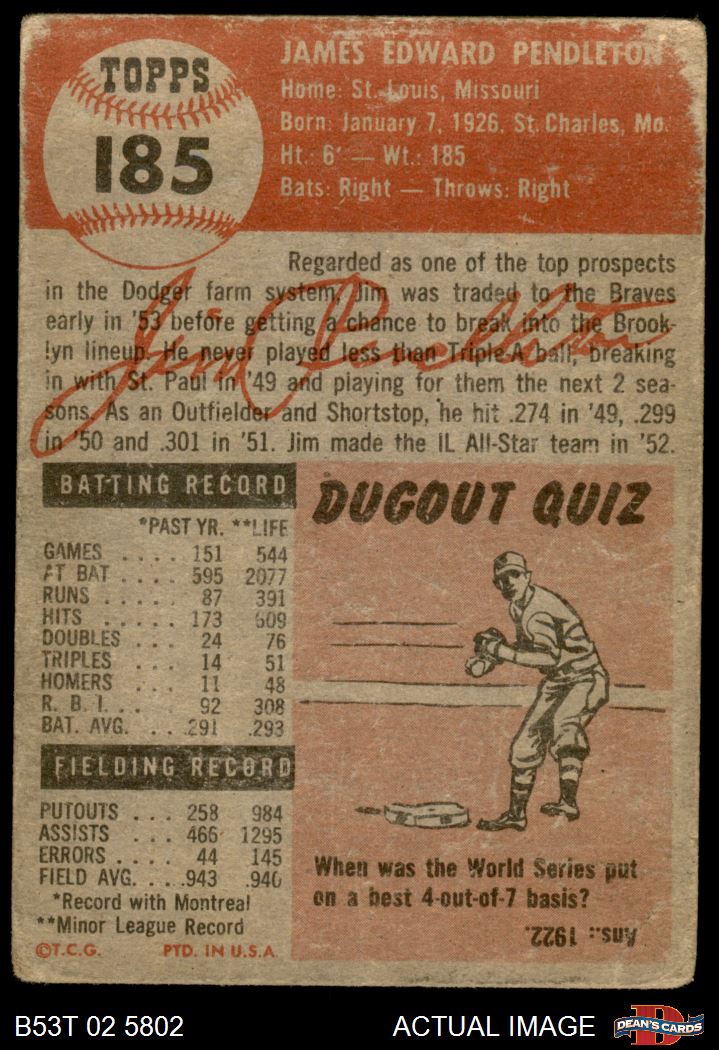 TOPPS
185
JAMES EDWARD PENDLETON
Home: St. Louis, Missouri
Born: January 7, 1926, St. Charles, Mo.
Ht.: 6' — Wt.: 185
Bats: Right — Throws: Right
Regarded as one of the top prospects
in the Dodger farm system, Jim was traded to the Braves
early in '53 before getting a chance to break into the Brook-
lyn lineup. He never played less than Triple-A ball, breaking
in with St. Paul in '49 and playing for them the next 2 sea-
sons. As an Outfielder and Shortstop, he hit .274 in '49, .299
in '50 and .301 in '51. Jim made the IL All-Star team in '52.
Jim Pendleton
BATTING RECORD
*PAST YR. **LIFE
GAMES .... 151 544
AT BAT .... 595 2077
RUNS ..... 87 391
HITS ..... 173 609
DOUBLES ... 24 76
TRIPLES ... 14 51
HOMERS ... 11 48
R. B. I. ... 92 308
BAT. AVG. ... .291 .293
FIELDING RECORD
PUTOUTS ... 258 984
ASSISTS .... 466 1295
ERRORS .... 44 145
FIELD AVG. ... .943 .940
*Record with Montreal
**Minor League Record
©T.C.G. PTD. IN U.S.A.
DUGOUT QUIZ
When was the World Series put
on a best 4-out-of-7 basis?
Ans.: 1922.
B53T 02 5802
ACTUAL IMAGE
DEAN'S CARDS